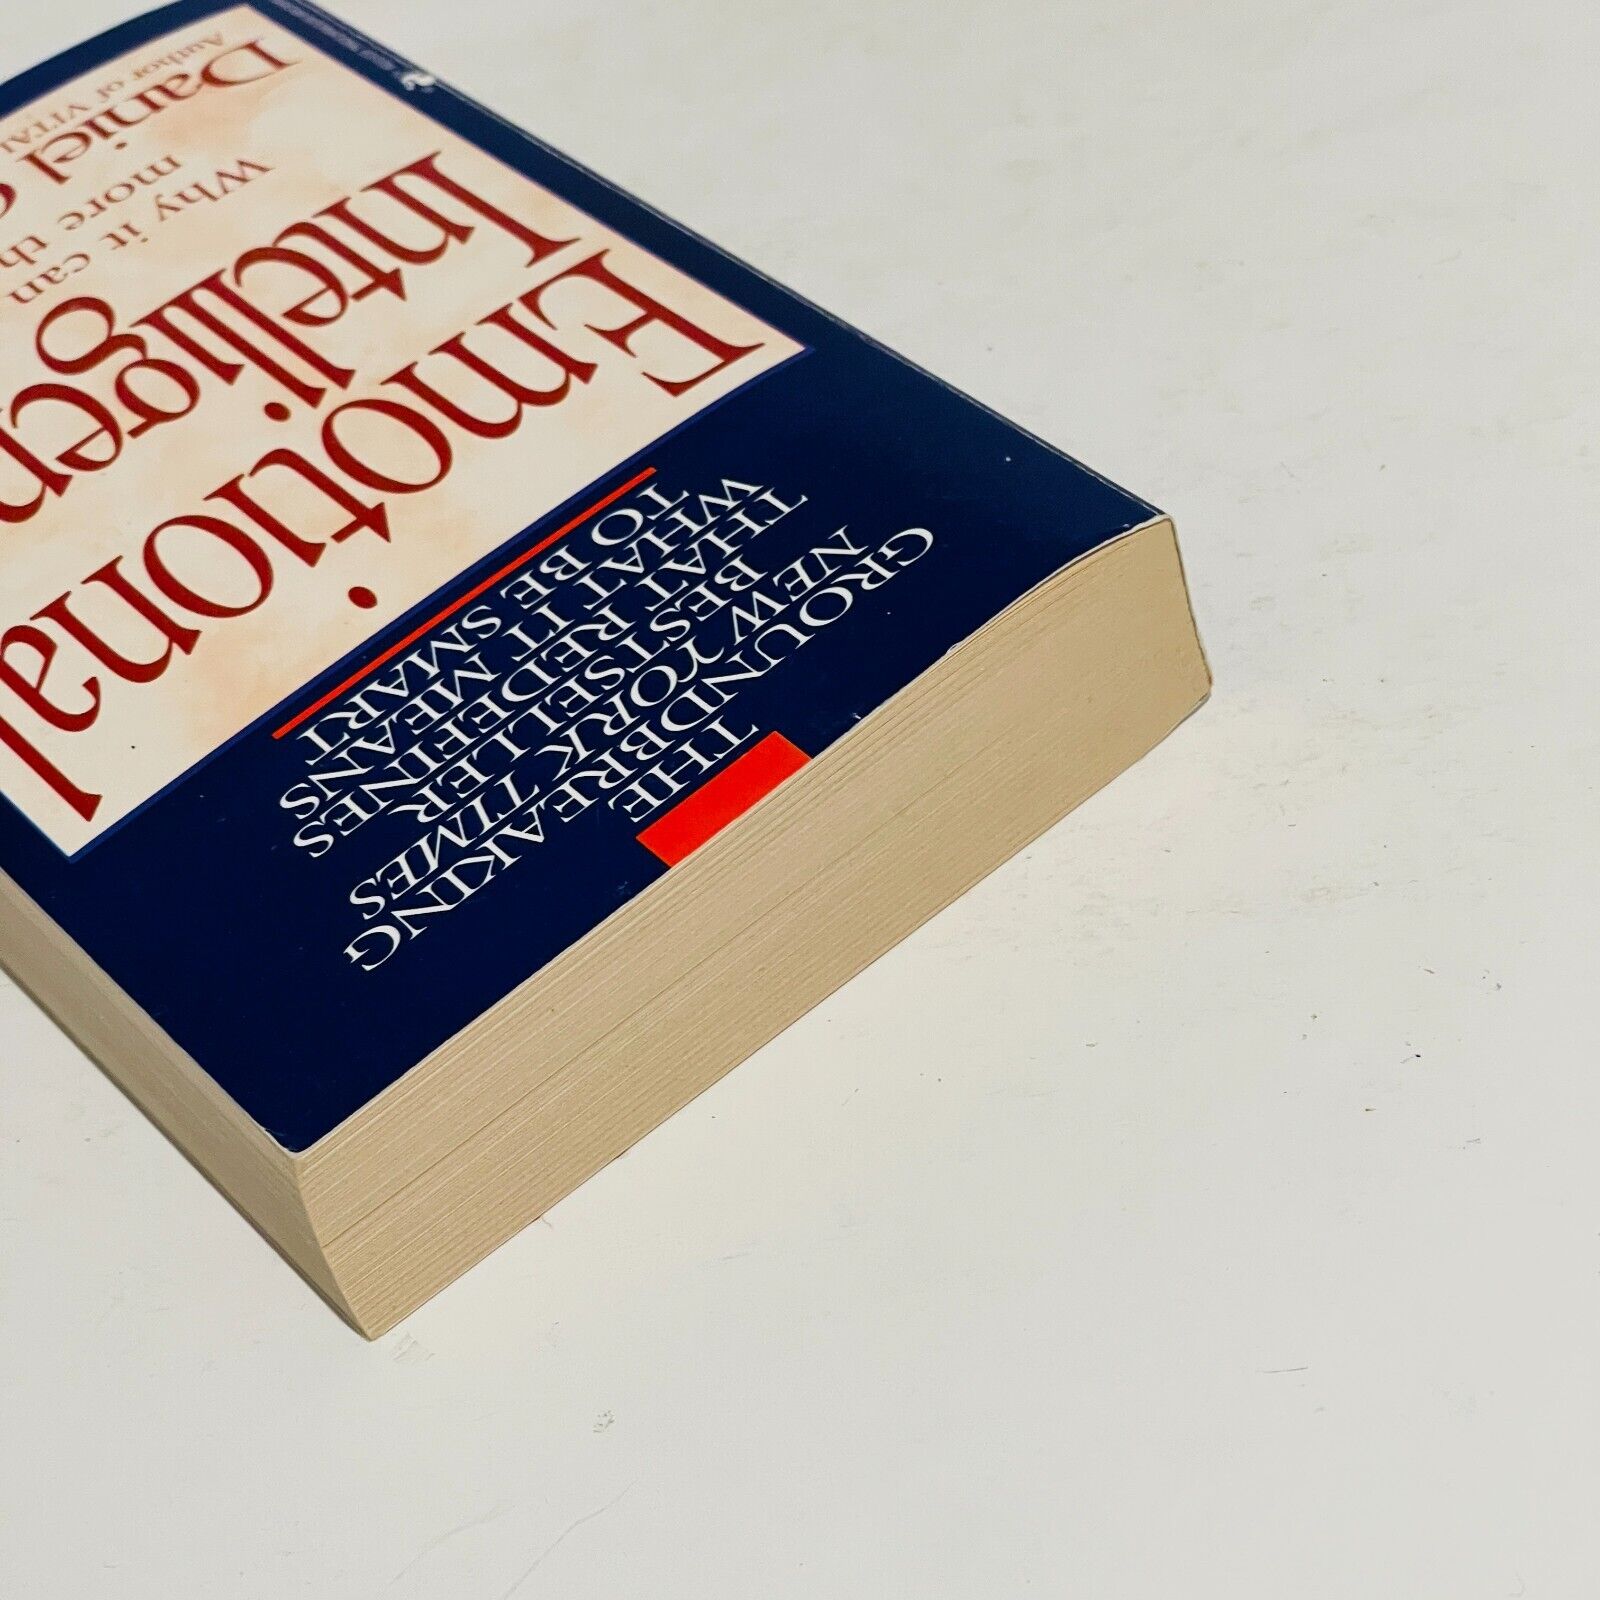 THE
GROUNDBREAKING
NEW YORK TIMES
BESTSELLER
THAT REDEFINES
WHAT IT MEANS
TO BE SMART
Emotional
Intelligen
Why it can
more th
Daniel
Author of VITAL